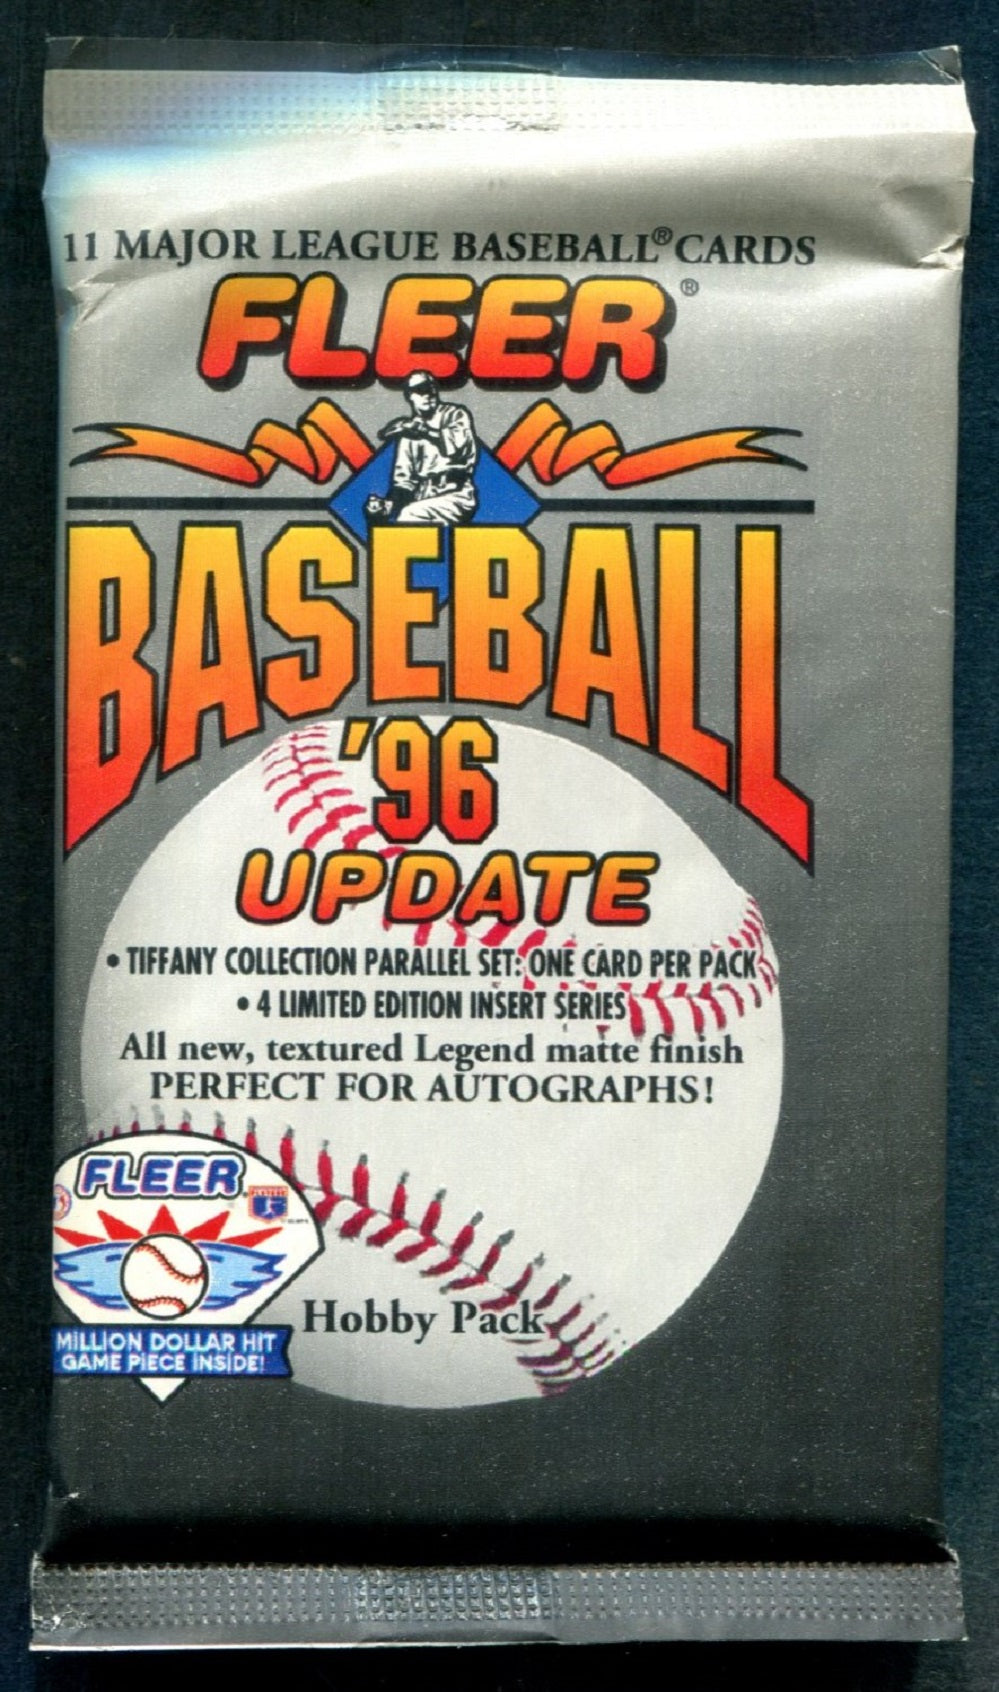 11 MAJOR LEAGUE BASEBALL® CARDS
FLEER®
BASEBALL
'96
UPDATE
• TIFFANY COLLECTION PARALLEL SET: ONE CARD PER PACK
• 4 LIMITED EDITION INSERT SERIES
All new, textured Legend matte finish
PERFECT FOR AUTOGRAPHS!
FLEER
MILLION DOLLAR HIT
GAME PIECE INSIDE!
Hobby Pack